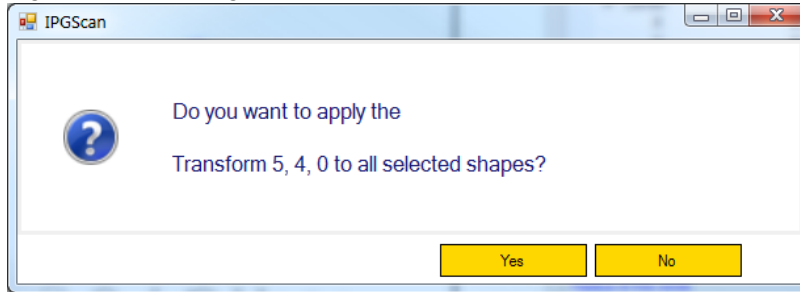 IPGScan
Do you want to apply the
Transform 5, 4, 0 to all selected shapes?
Yes No